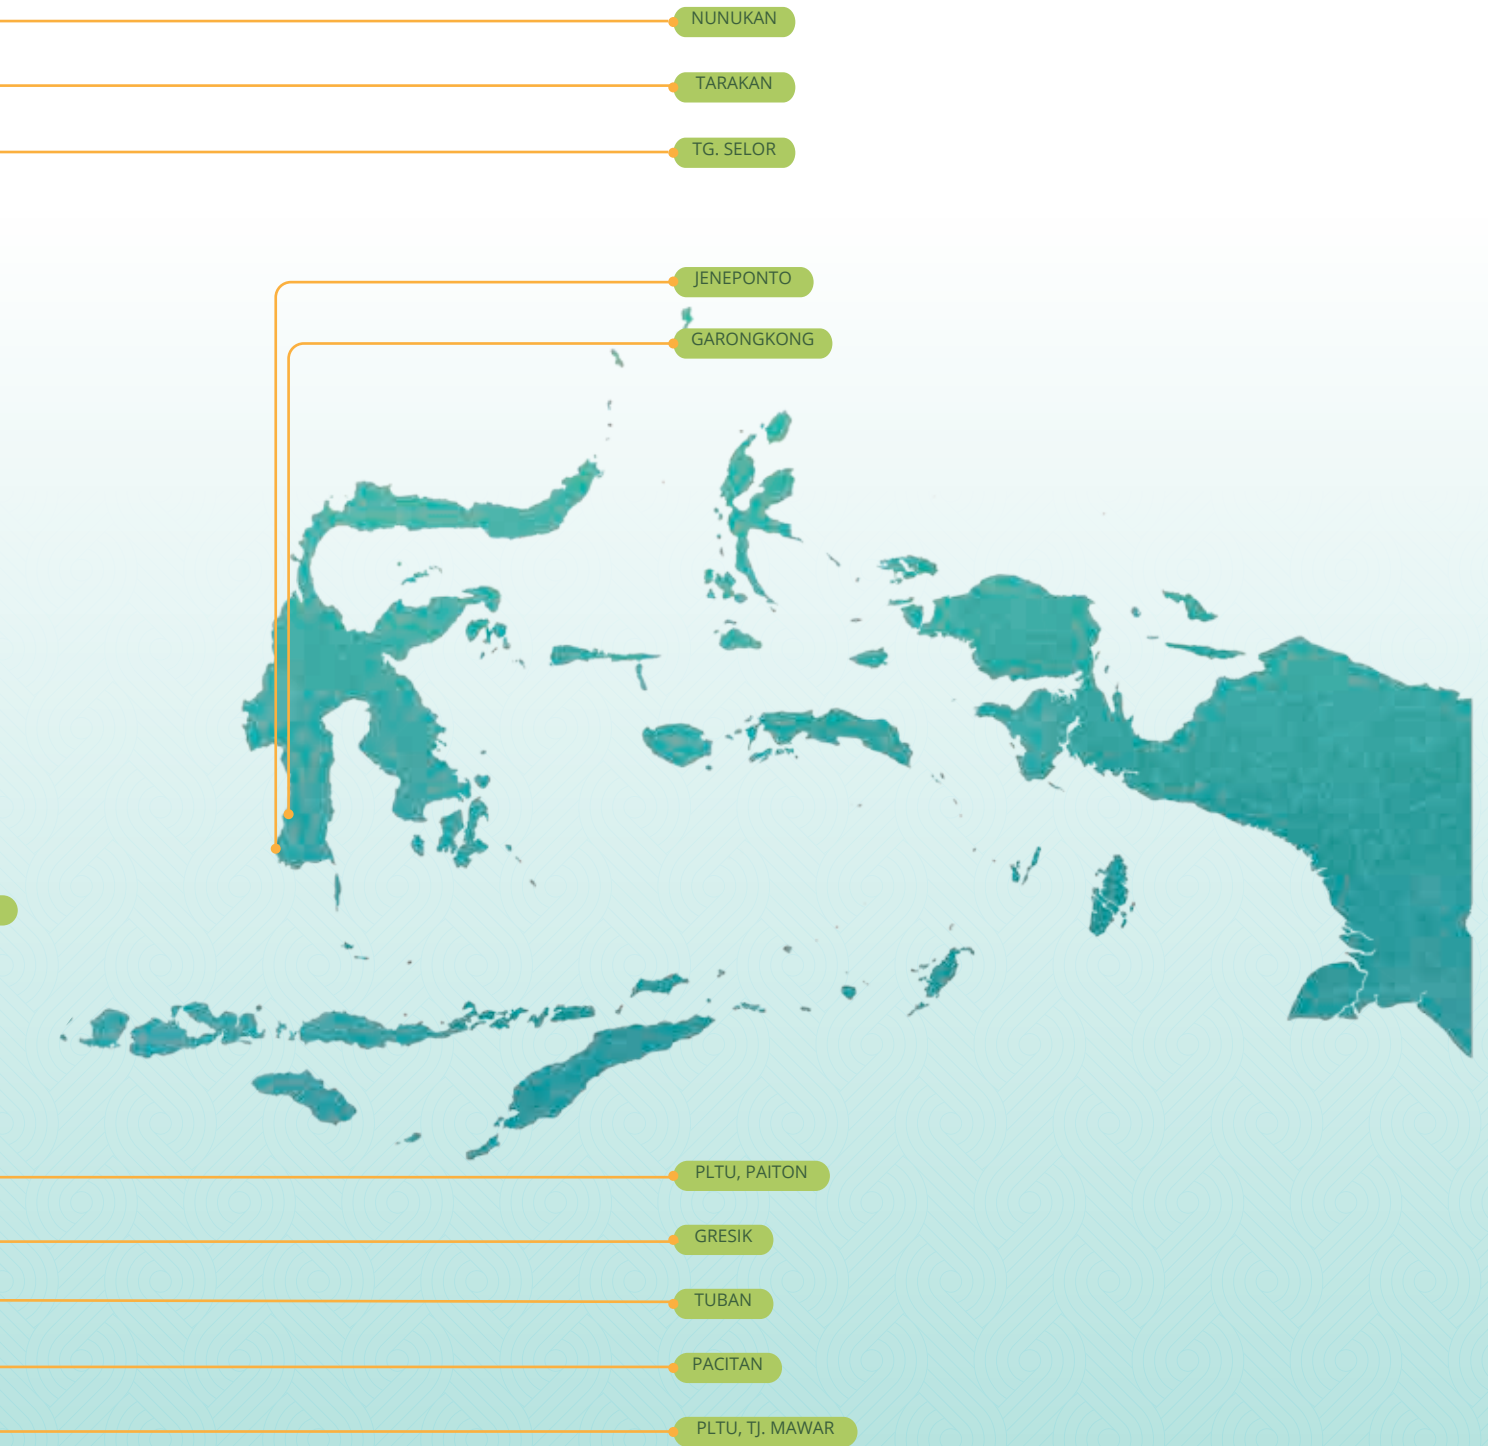 NUNUKAN
TARAKAN
TG. SELOR
JENEPONTO
GARONGKONG
PLTU, PAITON
GRESIK
TUBAN
PACITAN
PLTU, TJ. MAWAR